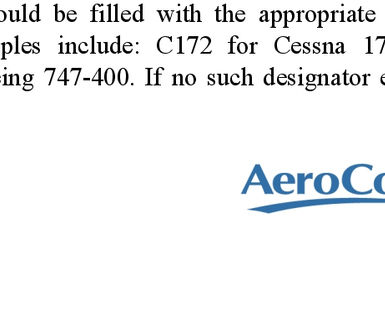 ould be filled with the appropriate
ples include: C172 for Cessna 17
ing 747-400. If no such designator e
AeroCo